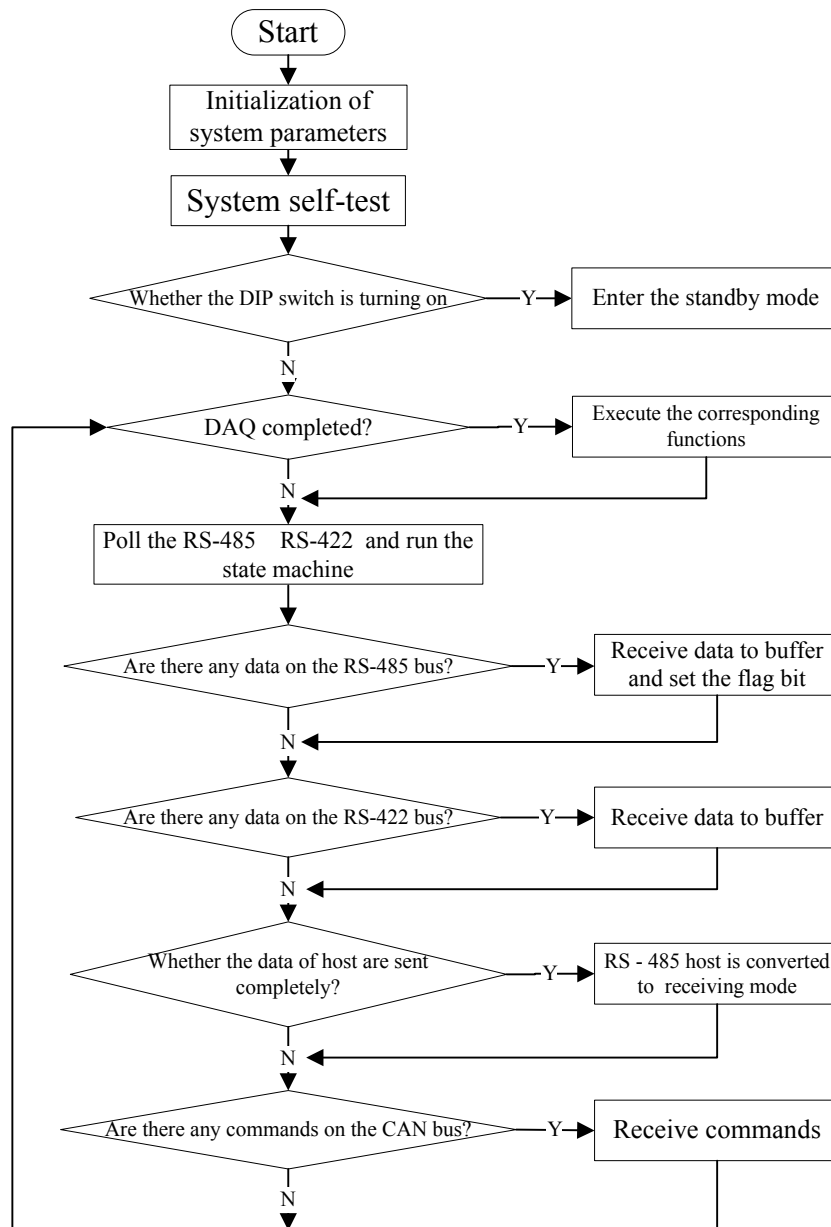 Start
Initialization of
system parameters
System self-test
Whether the DIP switch is turning on
Y
Enter the standby mode
N
DAQ completed?
Y
Execute the corresponding
functions
N
Poll the RS-485 RS-422 and run the
state machine
Are there any data on the RS-485 bus?
Y
Receive data to buffer
and set the flag bit
N
Are there any data on the RS-422 bus?
Y
Receive data to buffer
N
Whether the data of host are sent
completely?
Y
RS - 485 host is converted
to receiving mode
N
Are there any commands on the CAN bus?
Y
Receive commands
N